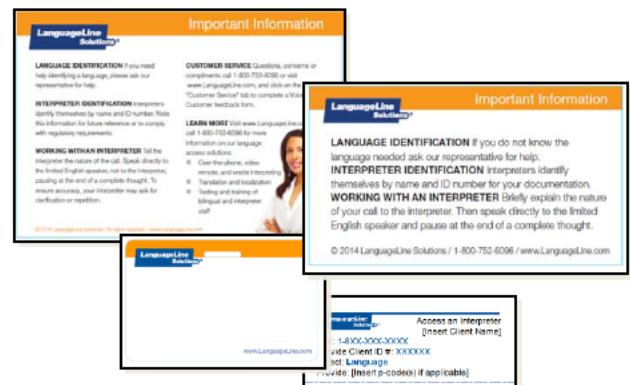 LanguageLine
Solutions®
Important Information
LANGUAGE IDENTIFICATION If you need
help identifying a language, please ask our
representative for help.
INTERPRETER IDENTIFICATION Interpreters
identify themselves by name and ID number. Note
this information for future reference or to comply
with regulatory requirements.
WORKING WITH AN INTERPRETER Tell the
interpreter the nature of the call. Speak directly to
the limited English speaker, not to the interpreter,
pausing at the end of a complete thought. To
ensure accuracy, your interpreter may ask for
clarification or repetition.
CUSTOMER SERVICE Questions, concerns or
compliments call 1-800-752-6096 or visit
www.LanguageLine.com, and click on the
"Customer Service" tab to complete a Voice
Customer feedback form.
LEARN MORE Visit www.LanguageLine.co
call 1-800-752-6096 for more
information on our language
access solutions:
Over-the-phone, video
remote, and onsite interpreting
Translation and localization
Testing and training of
bilingual and interpreter
staff
LanguageLine
Solutions®
Important Information
LANGUAGE IDENTIFICATION If you do not know the
language needed ask our representative for help.
INTERPRETER IDENTIFICATION Interpreters identify
themselves by name and ID number for your documentation.
WORKING WITH AN INTERPRETER Briefly explain the nature
of your call to the interpreter. Then speak directly to the limited
English speaker and pause at the end of a complete thought.
© 2014 LanguageLine Solutions / 1-800-752-6096 / www.LanguageLine.com
LanguageLine
Solutions®
www.LanguageLine.com
Access an Interpreter
[Insert Client Name]
: 1-8XX-XXX-XXXX
vide Client ID #: XXXXXX
ect: Language
Provide: [Insert p-code(s) if applicable]